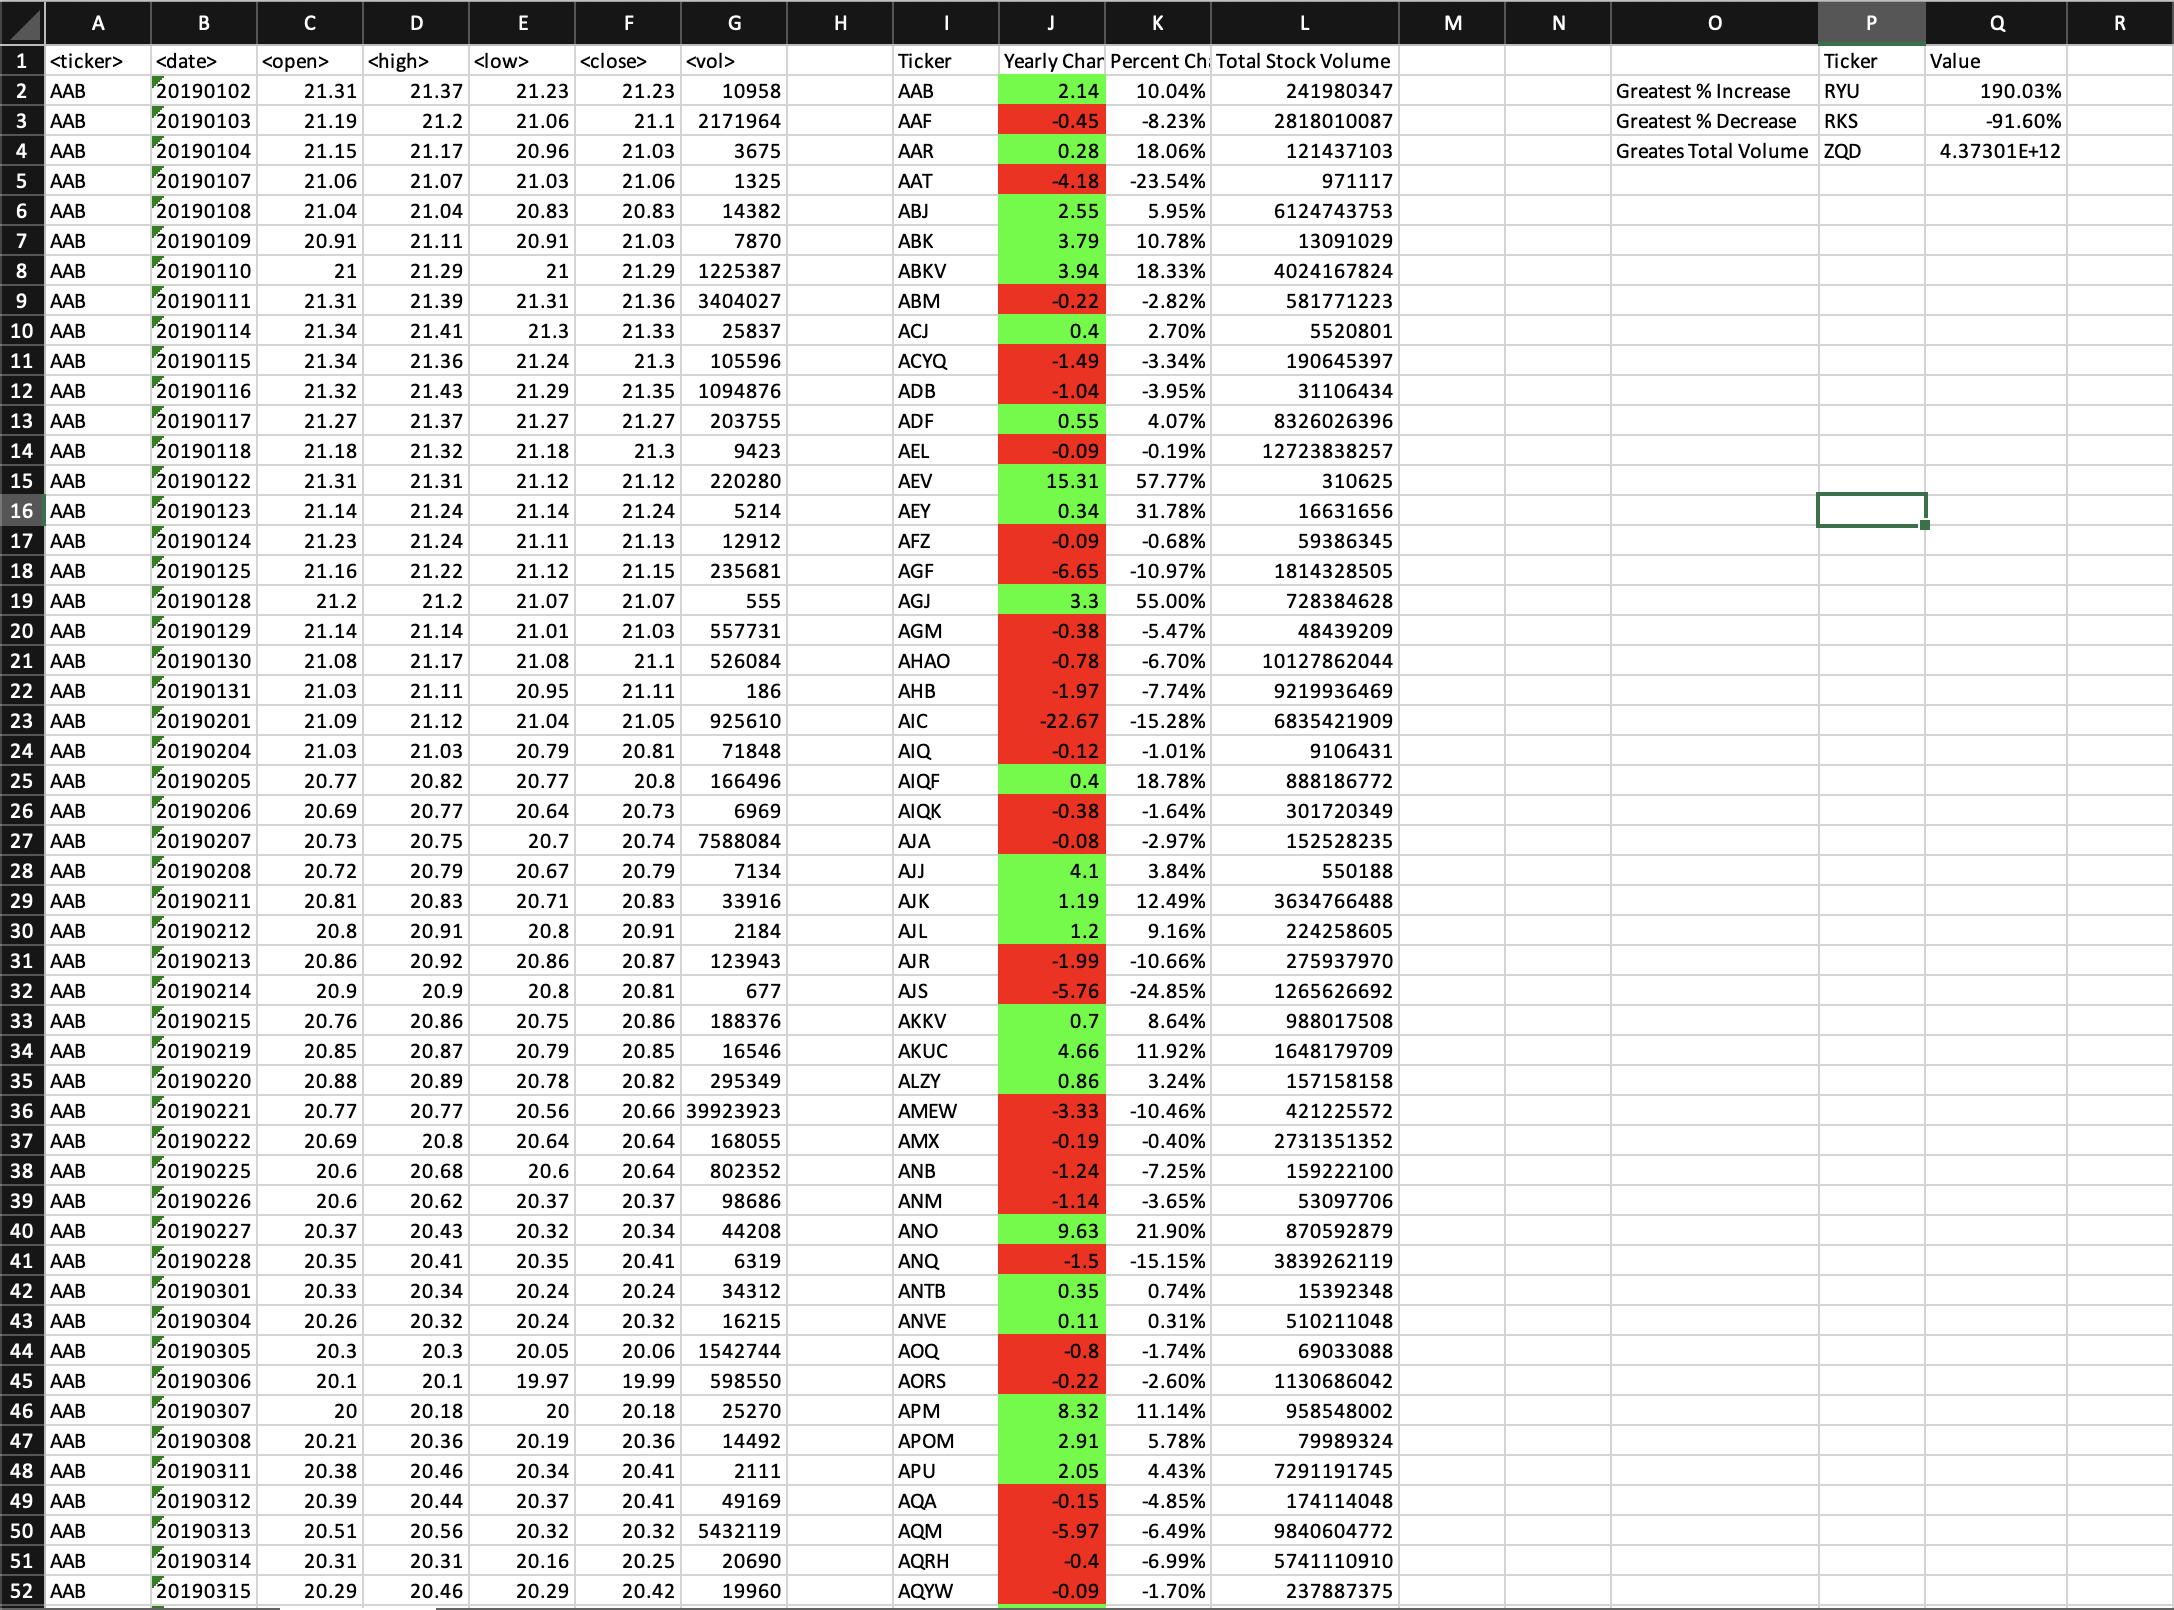 A B C D E F G H I J K L M N O P Q R
1 <ticker> <date> <open> <high> <low> <close> <vol> Ticker Yearly Char Percent Ch Total Stock Volume Ticker Value
2 AAB 20190102 21.31 21.37 21.23 21.23 10958 AAB 2.14 10.04% 241980347 Greatest % Increase RYU 190.03%
3 AAB 20190103 21.19 21.2 21.06 21.1 2171964 AAF -0.45 -8.23% 2818010087 Greatest % Decrease RKS -91.60%
4 AAB 20190104 21.15 21.17 20.96 21.03 3675 AAR 0.28 18.06% 121437103 Greates Total Volume ZQD 4.37301E+12
5 AAB 20190107 21.06 21.07 21.03 21.06 1325 AAT -4.18 -23.54% 971117
6 AAB 20190108 21.04 21.04 20.83 20.83 14382 ABJ 2.55 5.95% 6124743753
7 AAB 20190109 20.91 21.11 20.91 21.03 7870 ABK 3.79 10.78% 13091029
8 AAB 20190110 21 21.29 21 21.29 1225387 ABKV 3.94 18.33% 4024167824
9 AAB 20190111 21.31 21.39 21.31 21.36 3404027 ABM -0.22 -2.82% 581771223
10 AAB 20190114 21.34 21.41 21.3 21.33 25837 ACJ 0.4 2.70% 5520801
11 AAB 20190115 21.34 21.36 21.24 21.3 105596 ACYQ -1.49 -3.34% 190645397
12 AAB 20190116 21.32 21.43 21.29 21.35 1094876 ADB -1.04 -3.95% 31106434
13 AAB 20190117 21.27 21.37 21.27 21.27 203755 ADF 0.55 4.07% 8326026396
14 AAB 20190118 21.18 21.32 21.18 21.3 9423 AEL -0.09 -0.19% 12723838257
15 AAB 20190122 21.31 21.31 21.12 21.12 220280 AEV 15.31 57.77% 310625
16 AAB 20190123 21.14 21.24 21.14 21.24 5214 AEY 0.34 31.78% 16631656
17 AAB 20190124 21.23 21.24 21.11 21.13 12912 AFZ -0.09 -0.68% 59386345
18 AAB 20190125 21.16 21.22 21.12 21.15 235681 AGF -6.65 -10.97% 1814328505
19 AAB 20190128 21.2 21.2 21.07 21.07 555 AGJ 3.3 55.00% 728384628
20 AAB 20190129 21.14 21.14 21.01 21.03 557731 AGM -0.38 -5.47% 48439209
21 AAB 20190130 21.08 21.17 21.08 21.1 526084 AHAO -0.78 -6.70% 10127862044
22 AAB 20190131 21.03 21.11 20.95 21.11 186 AHB -1.97 -7.74% 9219936469
23 AAB 20190201 21.09 21.12 21.04 21.05 925610 AIC -22.67 -15.28% 6835421909
24 AAB 20190204 21.03 21.03 20.79 20.81 71848 AIQ -0.12 -1.01% 9106431
25 AAB 20190205 20.77 20.82 20.77 20.8 166496 AIQF 0.4 18.78% 888186772
26 AAB 20190206 20.69 20.77 20.64 20.73 6969 AIQK -0.38 -1.64% 301720349
27 AAB 20190207 20.73 20.75 20.7 20.74 7588084 AJA -0.08 -2.97% 152528235
28 AAB 20190208 20.72 20.79 20.67 20.79 7134 AJJ 4.1 3.84% 550188
29 AAB 20190211 20.81 20.83 20.71 20.83 33916 AJK 1.19 12.49% 3634766488
30 AAB 20190212 20.8 20.91 20.8 20.91 2184 AJL 1.2 9.16% 224258605
31 AAB 20190213 20.86 20.92 20.86 20.87 123943 AJR -1.99 -10.66% 275937970
32 AAB 20190214 20.9 20.9 20.8 20.81 677 AJS -5.76 -24.85% 1265626692
33 AAB 20190215 20.76 20.86 20.75 20.86 188376 AKKV 0.7 8.64% 988017508
34 AAB 20190219 20.85 20.87 20.79 20.85 16546 AKUC 4.66 11.92% 1648179709
35 AAB 20190220 20.88 20.89 20.78 20.82 295349 ALZY 0.86 3.24% 157158158
36 AAB 20190221 20.77 20.77 20.56 20.66 39923923 AMEW -3.33 -10.46% 421225572
37 AAB 20190222 20.69 20.8 20.64 20.64 168055 AMX -0.19 -0.40% 2731351352
38 AAB 20190225 20.6 20.68 20.6 20.64 802352 ANB -1.24 -7.25% 159222100
39 AAB 20190226 20.6 20.62 20.37 20.37 98686 ANM -1.14 -3.65% 53097706
40 AAB 20190227 20.37 20.43 20.32 20.34 44208 ANO 9.63 21.90% 870592879
41 AAB 20190228 20.35 20.41 20.35 20.41 6319 ANQ -1.5 -15.15% 3839262119
42 AAB 20190301 20.33 20.34 20.24 20.24 34312 ANTB 0.35 0.74% 15392348
43 AAB 20190304 20.26 20.32 20.24 20.32 16215 ANVE 0.11 0.31% 510211048
44 AAB 20190305 20.3 20.3 20.05 20.06 1542744 AOQ -0.8 -1.74% 69033088
45 AAB 20190306 20.1 20.1 19.97 19.99 598550 AORS -0.22 -2.60% 1130686042
46 AAB 20190307 20 20.18 20 20.18 25270 APM 8.32 11.14% 958548002
47 AAB 20190308 20.21 20.36 20.19 20.36 14492 APOM 2.91 5.78% 79989324
48 AAB 20190311 20.38 20.46 20.34 20.41 2111 APU 2.05 4.43% 7291191745
49 AAB 20190312 20.39 20.44 20.37 20.41 49169 AQA -0.15 -4.85% 174114048
50 AAB 20190313 20.51 20.56 20.32 20.32 5432119 AQM -5.97 -6.49% 9840604772
51 AAB 20190314 20.31 20.31 20.16 20.25 20690 AQRH -0.4 -6.99% 5741110910
52 AAB 20190315 20.29 20.46 20.29 20.42 19960 AQYW -0.09 -1.70% 237887375